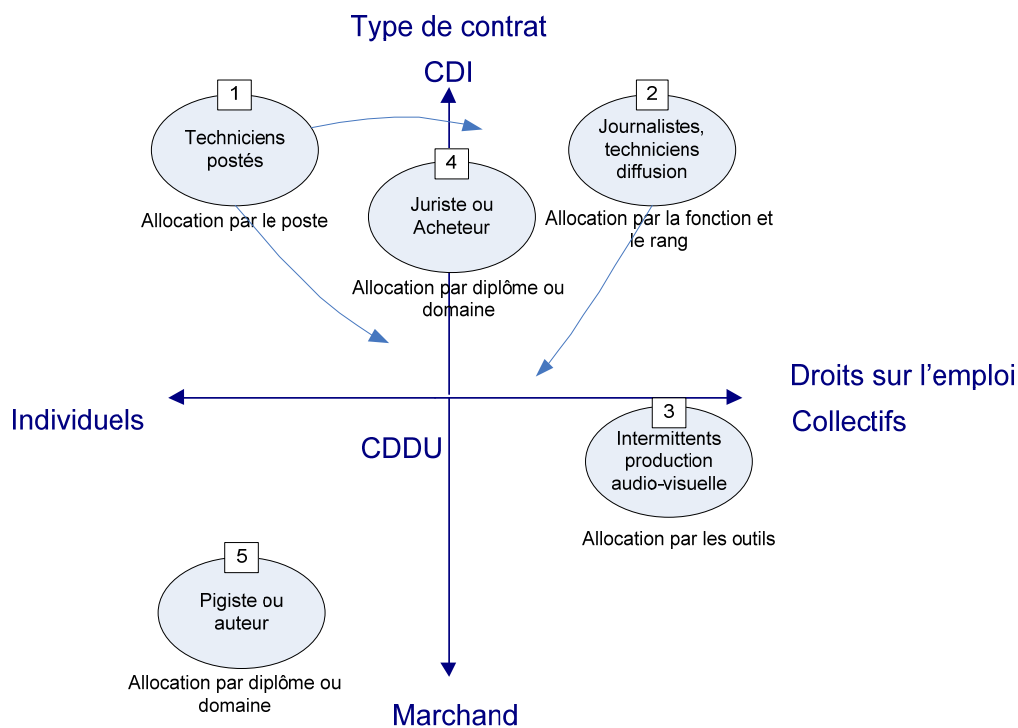 Type de contrat
CDI
1
Techniciens
postés
Allocation par le poste
4
Juriste ou
Acheteur
Allocation par diplôme ou
domaine
2
Journalistes,
techniciens
diffusion
Allocation par la fonction et
le rang
Individuels
Droits sur l’emploi
Collectifs
CDDU
3
Intermittents
production
audio-visuelle
Allocation par les outils
5
Pigiste ou
auteur
Allocation par diplôme ou
domaine
Marchand